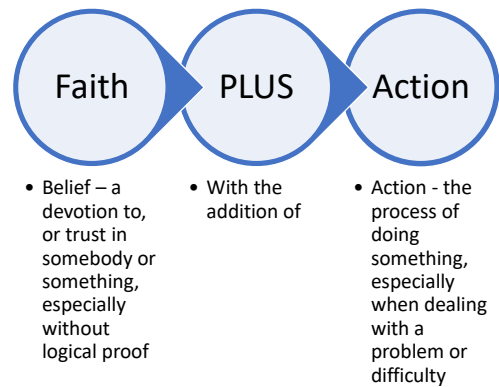 Faith
PLUS
Action
• Belief – a
devotion to,
or trust in
somebody or
something,
especially
without
logical proof
• With the
addition of
• Action - the
process of
doing
something,
especially
when dealing
with a
problem or
difficulty